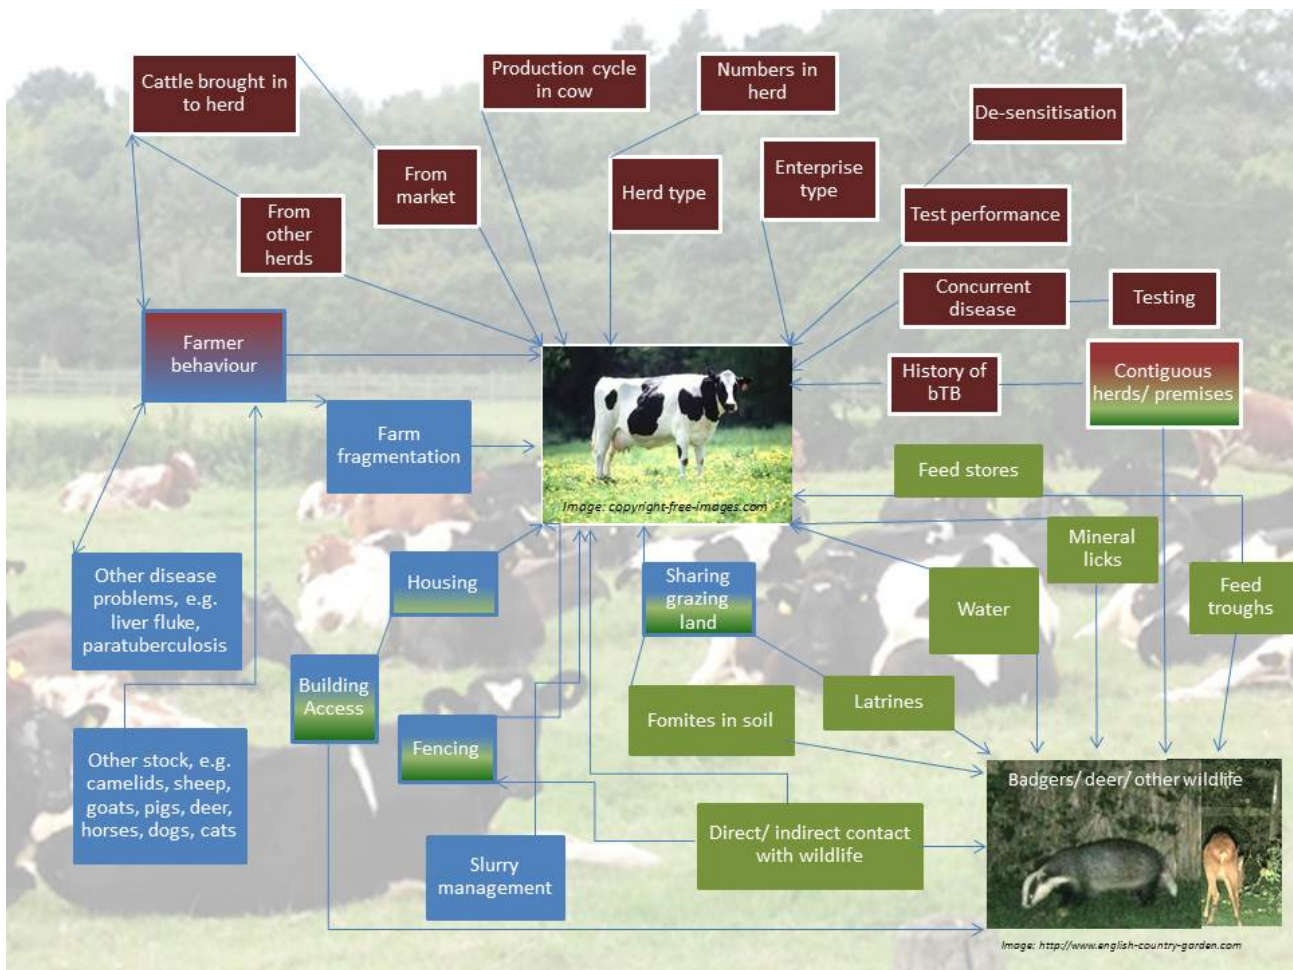 Cattle brought in
to herd
Production cycle
in cow
Numbers in
herd
De-sensitisation
From
market
Herd type
Enterprise
type
From
other
herds
Test performance
Concurrent
disease
Testing
Farmer
behaviour
History of
bTB
Contiguous
herds/ premises
Farm
fragmentation
Feed stores
Image: copyright-free-images.com
Mineral
licks
Other disease
problems, e.g.
liver fluke,
paratuberculosis
Housing
Sharing
grazing
land
Water
Feed
troughs
Building
Access
Latrines
Fomites in soil
Fencing
Other stock, e.g.
camelids, sheep,
goats, pigs, deer,
horses, dogs, cats
Badgers/ deer/ other wildlife
Direct/ indirect contact
with wildlife
Slurry
management
Image: http://www.english-country-garden.com